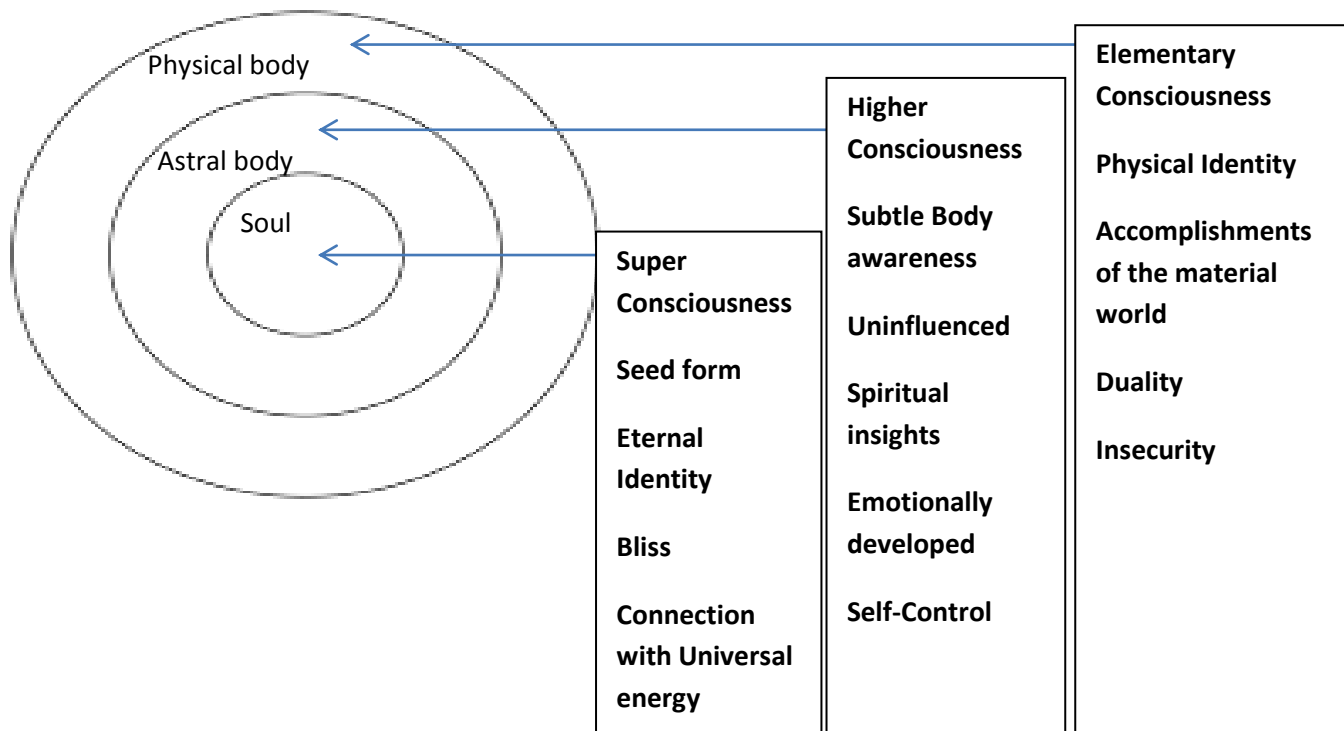 Physical body
Astral body
Soul
Super
Consciousness
Seed form
Eternal
Identity
Bliss
Connection
with Universal
energy
Higher
Consciousness
Subtle Body
awareness
Uninfluenced
Spiritual
insights
Emotionally
developed
Self-Control
Elementary
Consciousness
Physical Identity
Accomplishments
of the material
world
Duality
Insecurity